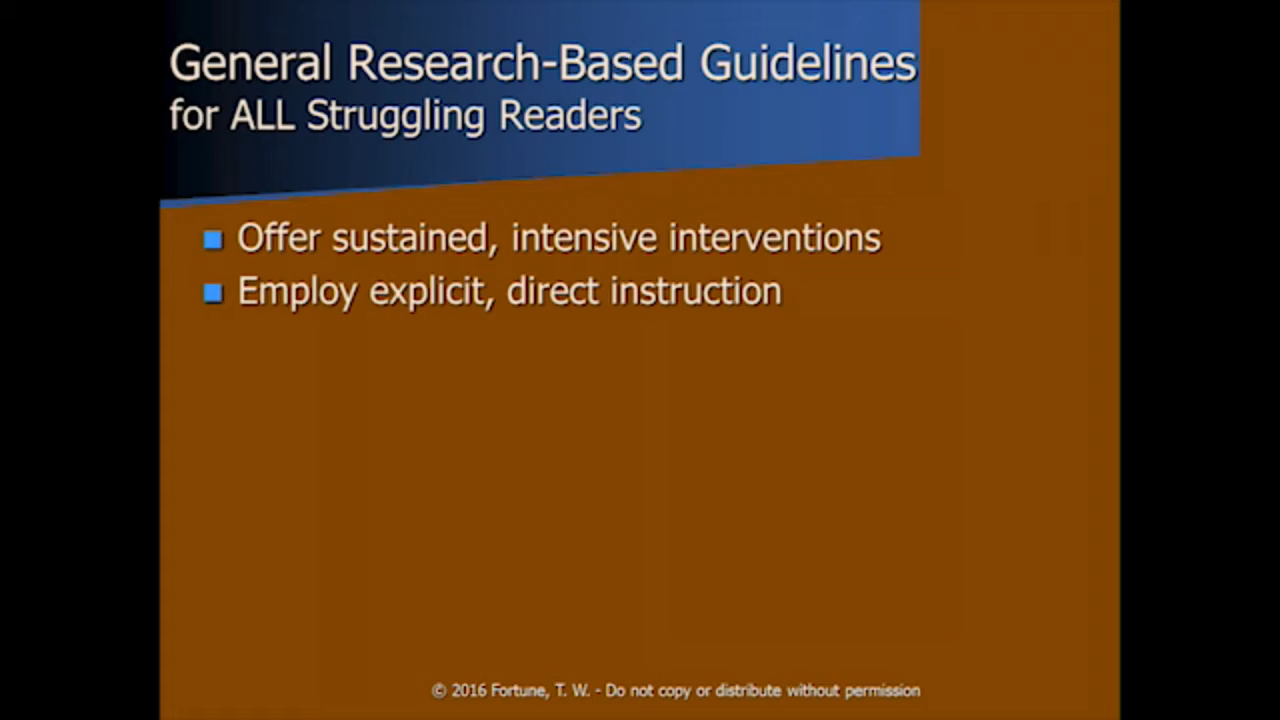 General Research-Based Guidelines
for ALL Struggling Readers
Offer sustained, intensive interventions
Employ explicit, direct instruction
© 2016 Fortune, T. W. - Do not copy or distribute without permission